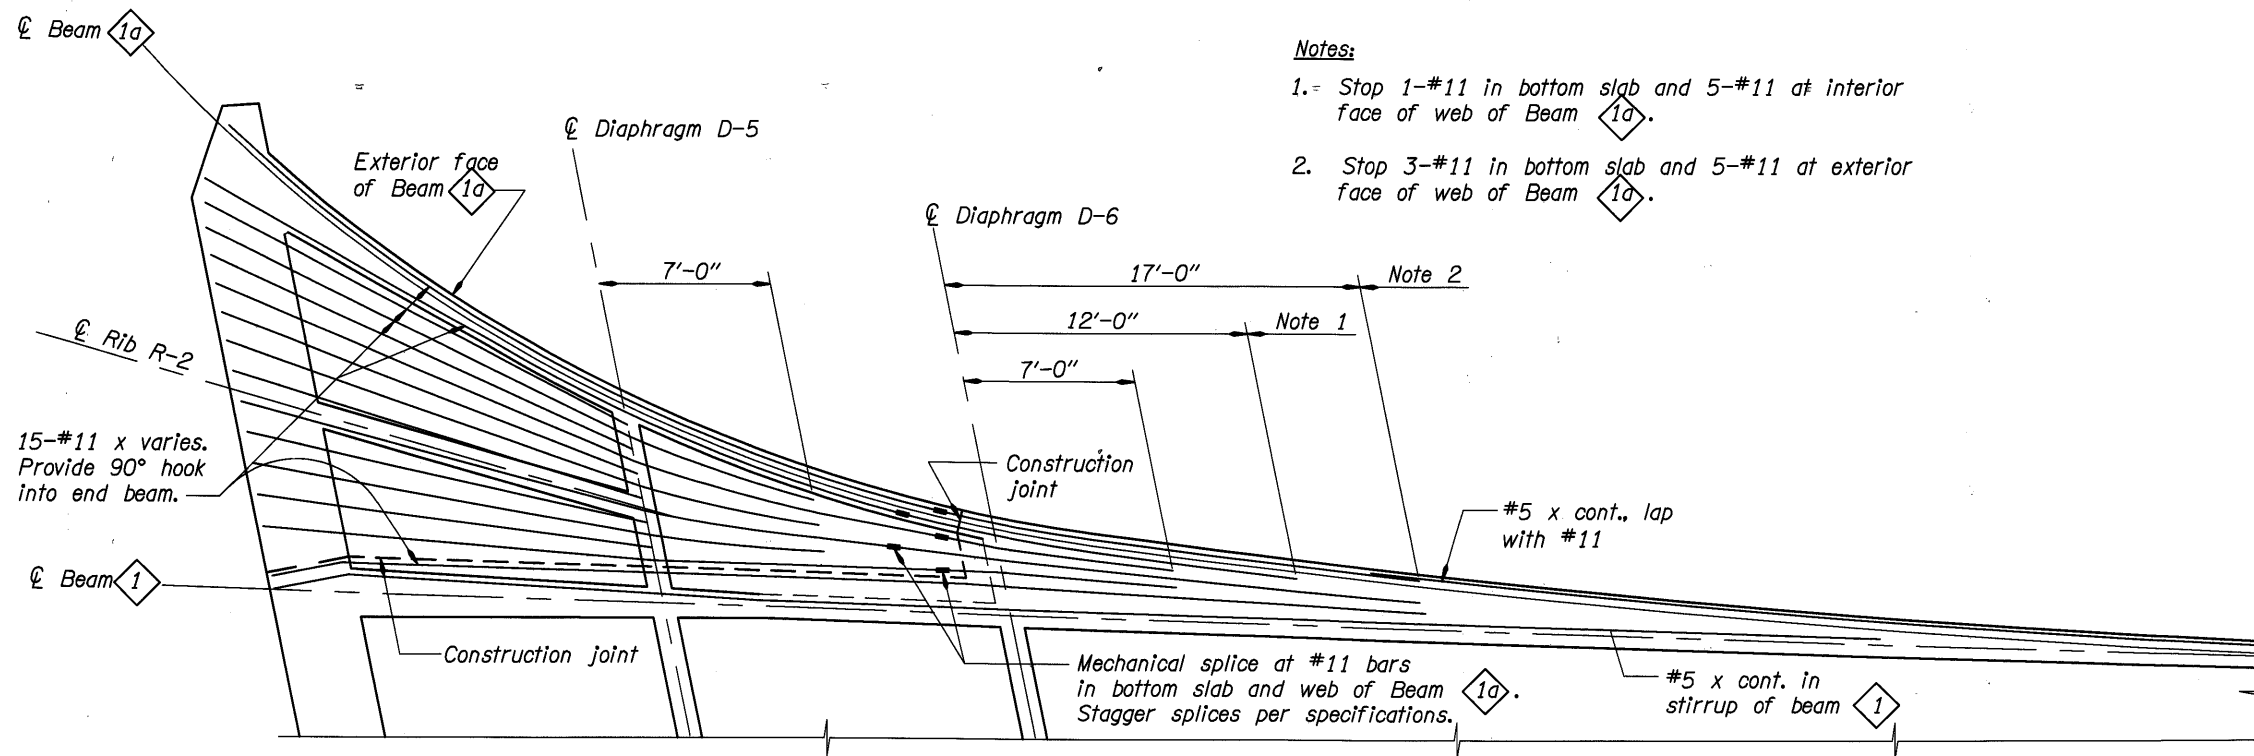 ℄ Beam 1a
Notes:
1. Stop 1-#11 in bottom slab and 5-#11 at interior
face of web of Beam 1a.
2. Stop 3-#11 in bottom slab and 5-#11 at exterior
face of web of Beam 1a.
℄ Diaphragm D-5
Exterior face
of Beam 1a
℄ Diaphragm D-6
7'-0"
17'-0"
Note 2
12'-0"
Note 1
7'-0"
℄ Rib R-2
15-#11 x varies.
Provide 90° hook
into end beam.
Construction
joint
#5 x cont., lap
with #11
℄ Beam 1
Construction joint
Mechanical splice at #11 bars
in bottom slab and web of Beam 1a.
Stagger splices per specifications.
#5 x cont. in
stirrup of beam 1